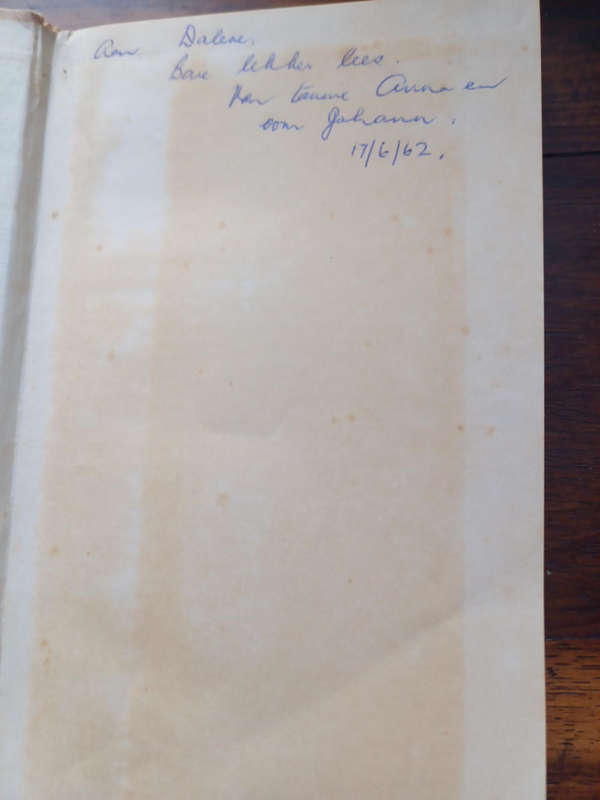 Aan Dalene.
Baie lekker lees.
Van tannie Anna en
oom Johann.
17/6/62.